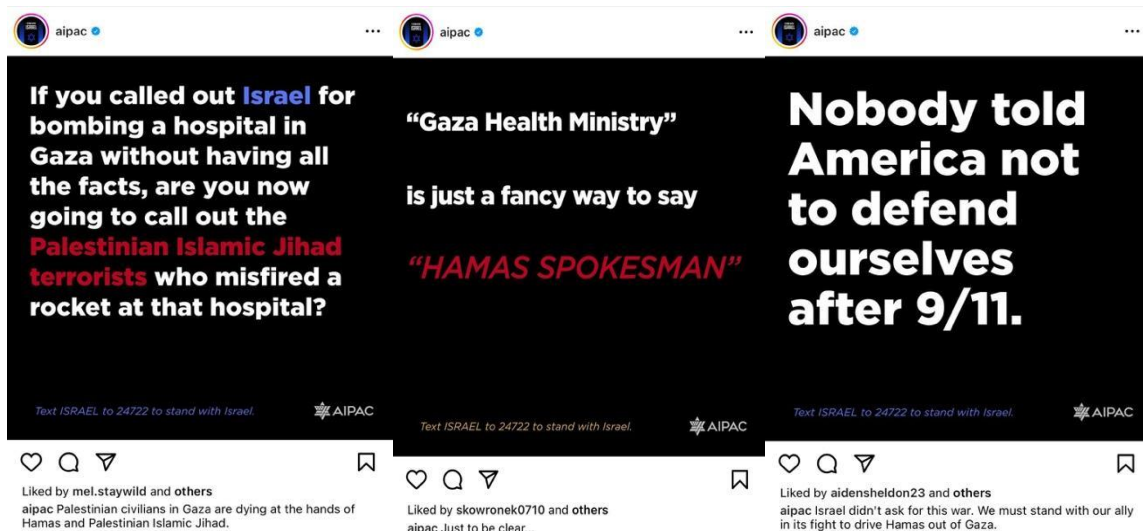 aipac
If you called out Israel for
bombing a hospital in
Gaza without having all
the facts, are you now
going to call out the
Palestinian Islamic Jihad
terrorists who misfired a
rocket at that hospital?
Text ISRAEL to 24722 to stand with Israel.
AIPAC
Liked by mel.staywild and others
aipac Palestinian civilians in Gaza are dying at the hands of
Hamas and Palestinian Islamic Jihad.
aipac
“Gaza Health Ministry”
is just a fancy way to say
“HAMAS SPOKESMAN”
Text ISRAEL to 24722 to stand with Israel.
AIPAC
Liked by skowronek0710 and others
aipac Just to be clear...
aipac
Nobody told
America not
to defend
ourselves
after 9/11.
Text ISRAEL to 24722 to stand with Israel.
AIPAC
Liked by aidensheldon23 and others
aipac Israel didn't ask for this war. We must stand with our ally
in its fight to drive Hamas out of Gaza.